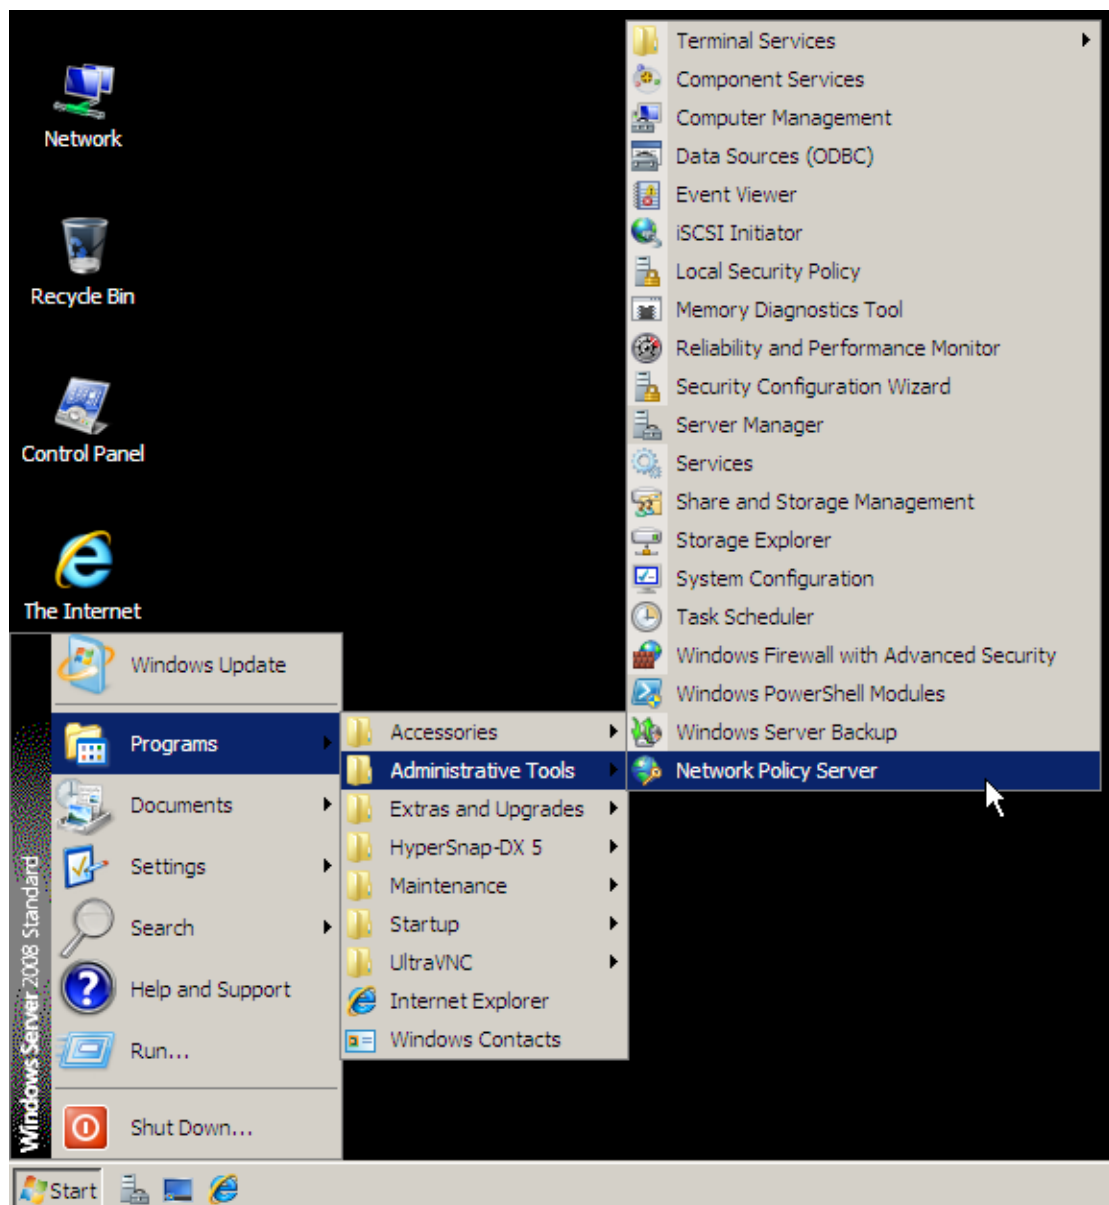 Network
Recycle Bin
Control Panel
The Internet
Windows Server 2008 Standard
Windows Update
Programs
Documents
Settings
Search
Help and Support
Run...
Shut Down...
Accessories
Administrative Tools
Extras and Upgrades
HyperSnap-DX 5
Maintenance
Startup
UltraVNC
Internet Explorer
Windows Contacts
Terminal Services
Component Services
Computer Management
Data Sources (ODBC)
Event Viewer
iSCSI Initiator
Local Security Policy
Memory Diagnostics Tool
Reliability and Performance Monitor
Security Configuration Wizard
Server Manager
Services
Share and Storage Management
Storage Explorer
System Configuration
Task Scheduler
Windows Firewall with Advanced Security
Windows PowerShell Modules
Windows Server Backup
Network Policy Server
Start